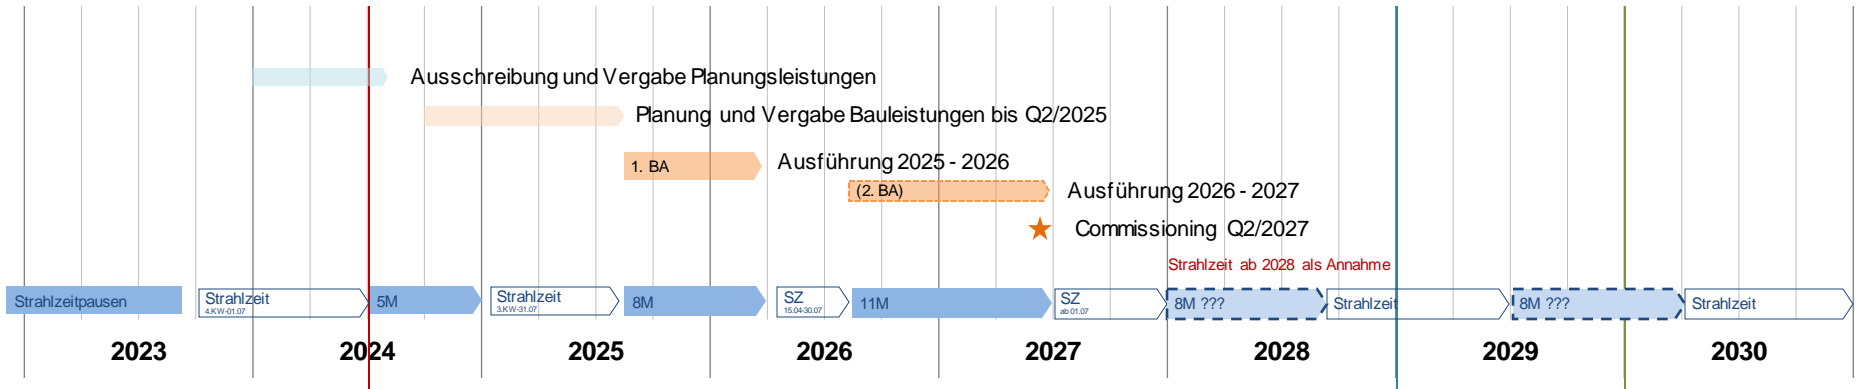 Ausschreibung und Vergabe Planungsleistungen
Planung und Vergabe Bauleistungen bis Q2/2025
1. BA
Ausführung 2025 - 2026
(2. BA)
Ausführung 2026 - 2027
Commissioning Q2/2027
Strahlzeit ab 2028 als Annahme
Strahlzeitpausen
Strahlzeit
4.KW-01.07
5M
Strahlzeit
3.KW-31.07
8M
SZ
15.04-30.07
11M
SZ
ab 01.07
8M ???
Strahlzeit
8M ???
Strahlzeit
2023
2024
2025
2026
2027
2028
2029
2030